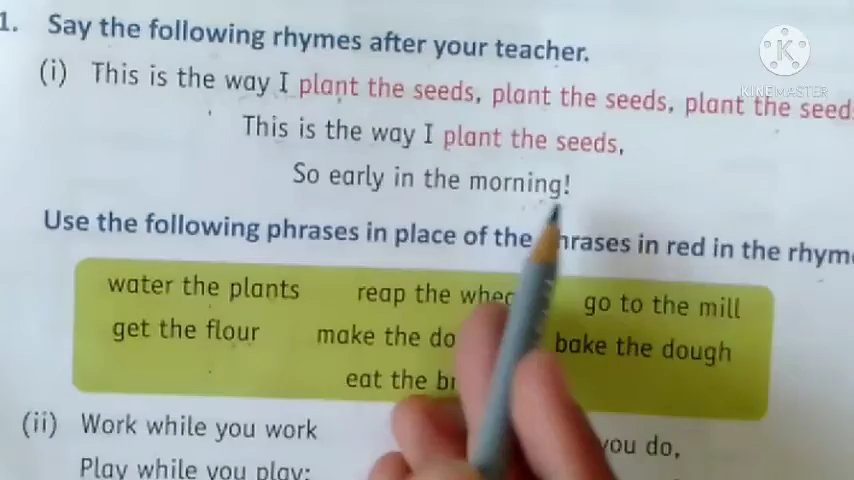 1. Say the following rhymes after your teacher.
(i) This is the way I plant the seeds, plant the seeds, plant the seed
This is the way I plant the seeds,
So early in the morning!
Use the following phrases in place of the phrases in red in the rhym
water the plants reap the whea go to the mill
get the flour make the do bake the dough
eat the br
(ii) Work while you work
you do,
Play while you play;
KINEMASTER